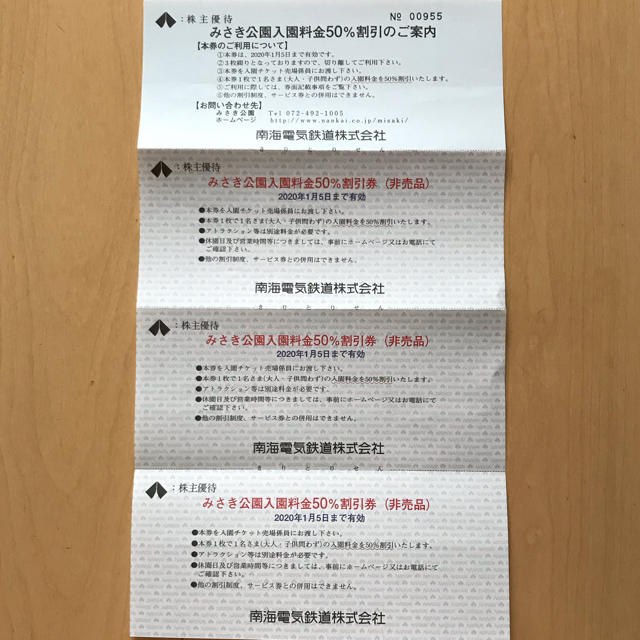 ：株主優待
№ 00955
みさき公園入園料金50％割引のご案内
【本券のご利用について】
①本券は、2020年1月5日まで有効です。
②3枚綴りとなっておりますので、切り離してご利用下さい。
③本券を入園チケット売場係員にお渡し下さい。
④本券1枚で1名さま(大人・子供問わず)の入園料金を50％割引いたします。
⑤ご利用に際しては、券面記載事項をご覧下さい。
⑥他の割引制度、サービス券との併用はできません。
【お問い合わせ先】
みさき公園 Tel 072-492-1005
ホームページ http://www.nankai.co.jp/misaki/
南海電気鉄道株式会社
きりとりせん
：株主優待
みさき公園入園料金50％割引券（非売品）
2020年1月5日まで有効
●本券を入園チケット売場係員にお渡し下さい。
●本券1枚で1名さま(大人・子供問わず)の入園料金を50％割引いたします。
●アトラクション等は別途料金が必要です。
●休園日及び営業時間等につきましては、事前にホームページ又はお電話にて
ご確認下さい。
●他の割引制度、サービス券との併用はできません。
南海電気鉄道株式会社
きりとりせん
：株主優待
みさき公園入園料金50％割引券（非売品）
2020年1月5日まで有効
●本券を入園チケット売場係員にお渡し下さい。
●本券1枚で1名さま(大人・子供問わず)の入園料金を50％割引いたします。
●アトラクション等は別途料金が必要です。
●休園日及び営業時間等につきましては、事前にホームページ又はお電話にて
ご確認下さい。
●他の割引制度、サービス券との併用はできません。
南海電気鉄道株式会社
きりとりせん
：株主優待
みさき公園入園料金50％割引券（非売品）
2020年1月5日まで有効
●本券を入園チケット売場係員にお渡し下さい。
●本券1枚で1名さま(大人・子供問わず)の入園料金を50％割引いたします。
●アトラクション等は別途料金が必要です。
●休園日及び営業時間等につきましては、事前にホームページ又はお電話にて
ご確認下さい。
●他の割引制度、サービス券との併用はできません。
南海電気鉄道株式会社